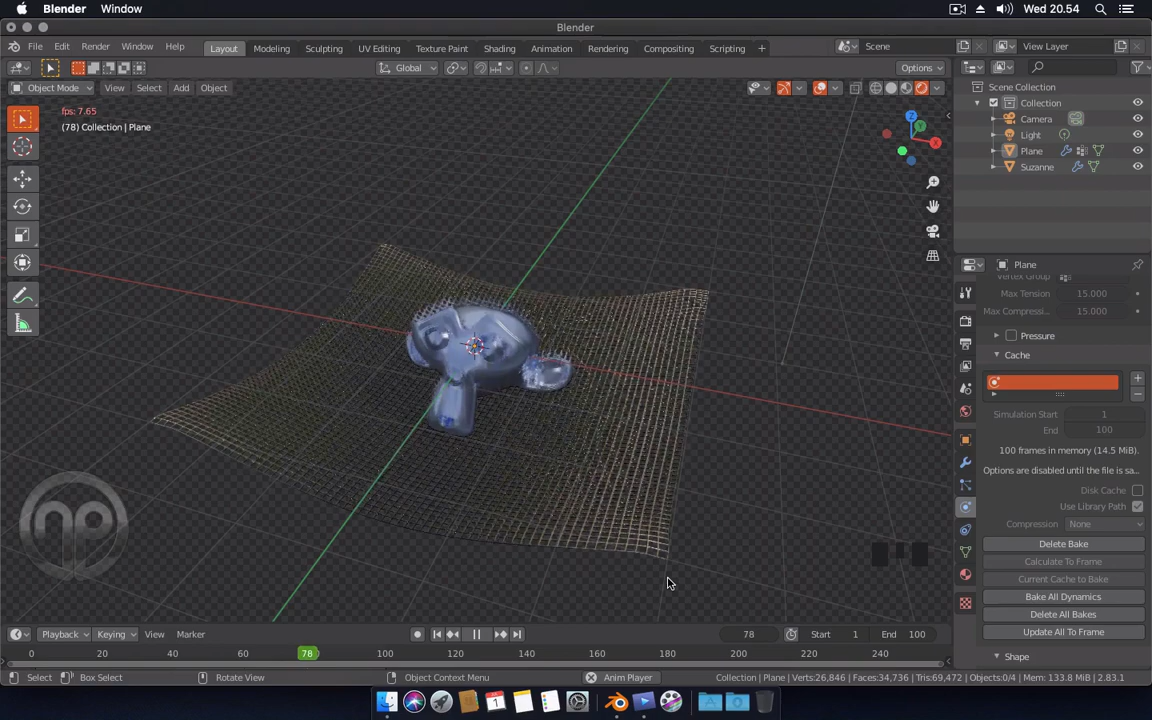 Blender Window Wed 20.54
Blender
File Edit Render Window Help Layout Modeling Sculpting UV Editing Texture Paint Shading Animation Rendering Compositing Scripting + Scene View Layer
Global Options
Object Mode View Select Add Object
fps: 7.65
(78) Collection | Plane
Z
Y
X
Scene Collection
Collection
Camera
Light
Plane
Suzanne
Plane
Vertex Group
Max Tension 15.000
Max Compressi... 15.000
Pressure
Cache
Simulation Start 1
End 100
100 frames in memory (14.5 MiB).
Options are disabled until the file is sa...
Disk Cache
Use Library Path
Compression None
Delete Bake
Calculate To Frame
Current Cache to Bake
Bake All Dynamics
Delete All Bakes
Update All To Frame
Shape
np
Playback Keying View Marker 78 Start 1 End 100
0 20 40 60 78 100 120 140 160 180 200 220 240
Select Box Select Rotate View Object Context Menu Anim Player Collection | Plane | Verts:26,846 | Faces:34,736 | Tris:69,472 | Objects:0/4 | Mem: 133.8 MiB | 2.83.1
1